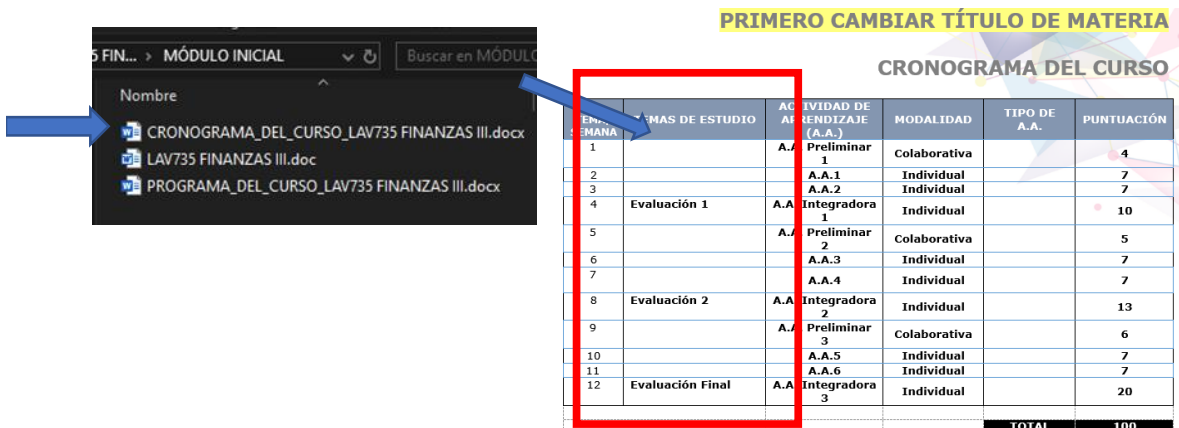 5 FIN... > MÓDULO INICIAL
Buscar en MÓDULO
Nombre
CRONOGRAMA_DEL_CURSO_LAV735 FINANZAS III.docx
LAV735 FINANZAS III.doc
PROGRAMA_DEL_CURSO_LAV735 FINANZAS III.docx
PRIMERO CAMBIAR TÍTULO DE MATERIA
CRONOGRAMA DEL CURSO
SEMANA TEMAS DE ESTUDIO ACTIVIDAD DE APRENDIZAJE (A.A.) MODALIDAD TIPO DE A.A. PUNTUACIÓN
1 A.A. Preliminar 1 Colaborativa 4
2 A.A.1 Individual 7
3 A.A.2 Individual 7
4 Evaluación 1 A.A. Integradora 1 Individual 10
5 A.A. Preliminar 2 Colaborativa 5
6 A.A.3 Individual 7
7 A.A.4 Individual 7
8 Evaluación 2 A.A. Integradora 2 Individual 13
9 A.A. Preliminar 3 Colaborativa 6
10 A.A.5 Individual 7
11 A.A.6 Individual 7
12 Evaluación Final A.A. Integradora 3 Individual 20
TOTAL 100